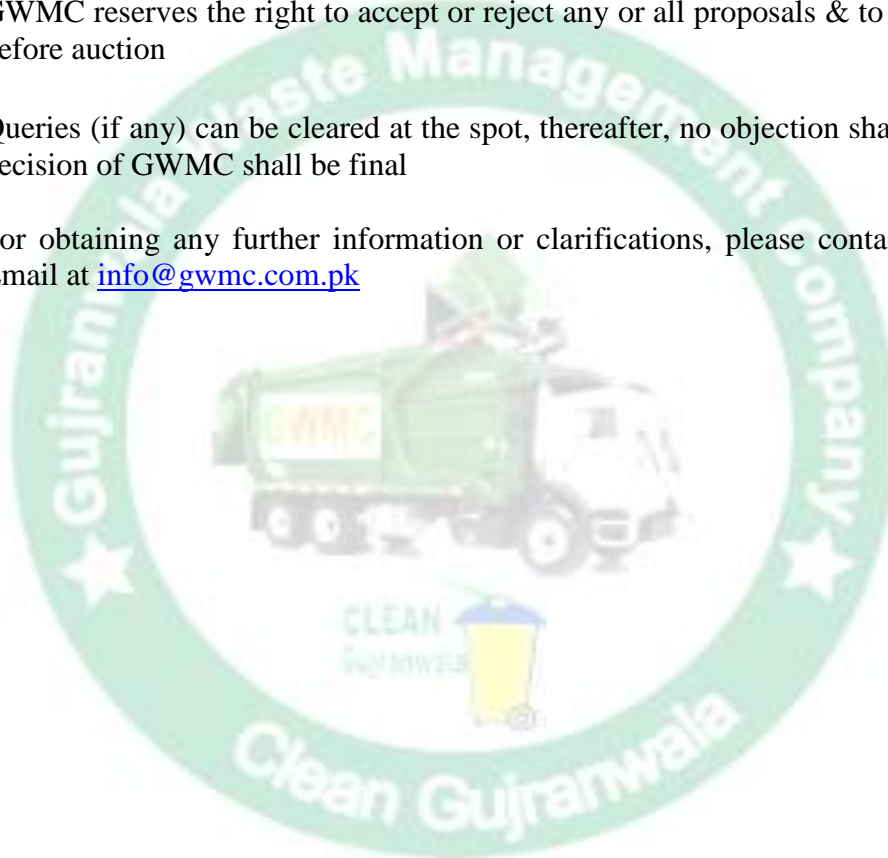 GWMC reserves the right to accept or reject any or all proposals & to
before auction
Queries (if any) can be cleared at the spot, thereafter, no objection sha
decision of GWMC shall be final
or obtaining any further information or clarifications, please conta
Email at info@gwmc.com.pk
Gujranwala Waste Management Company
GWMC
CLEAN
Gujranwala
Clean Gujranwala